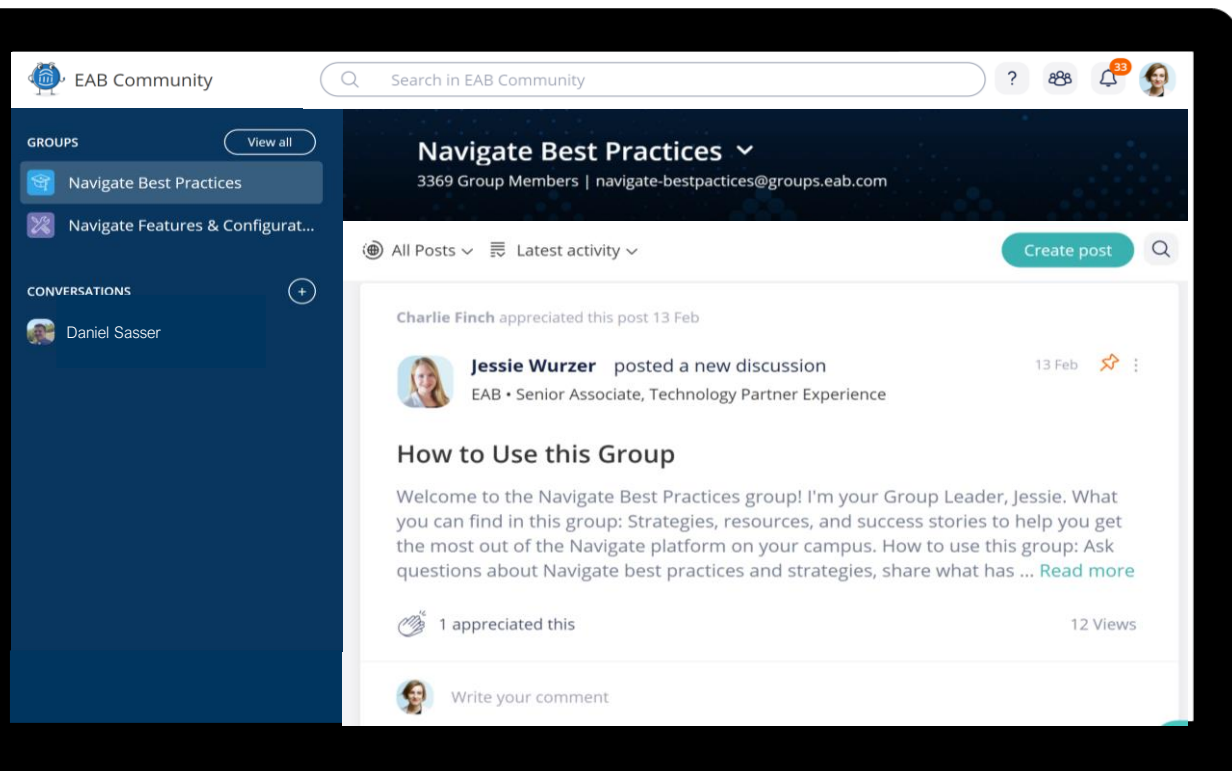 EAB Community
Search in EAB Community
?
33
GROUPS
View all
Navigate Best Practices
Navigate Features & Configurat...
CONVERSATIONS
+
Daniel Sasser
Navigate Best Practices
3369 Group Members | navigate-bestpactices@groups.eab.com
All Posts
Latest activity
Create post
Charlie Finch appreciated this post 13 Feb
Jessie Wurzer posted a new discussion
13 Feb
EAB • Senior Associate, Technology Partner Experience
How to Use this Group
Welcome to the Navigate Best Practices group! I'm your Group Leader, Jessie. What
you can find in this group: Strategies, resources, and success stories to help you get
the most out of the Navigate platform on your campus. How to use this group: Ask
questions about Navigate best practices and strategies, share what has ... Read more
1 appreciated this
12 Views
Write your comment